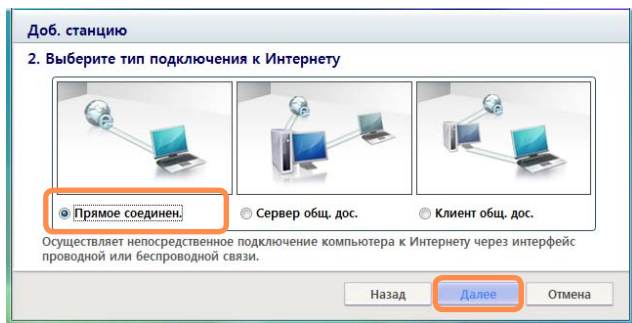 Доб. станцию
2. Выберите тип подключения к Интернету
Прямое соединен. Сервер общ. дос. Клиент общ. дос.
Осуществляет непосредственное подключение компьютера к Интернету через интерфейс
проводной или беспроводной связи.
Назад Далее Отмена